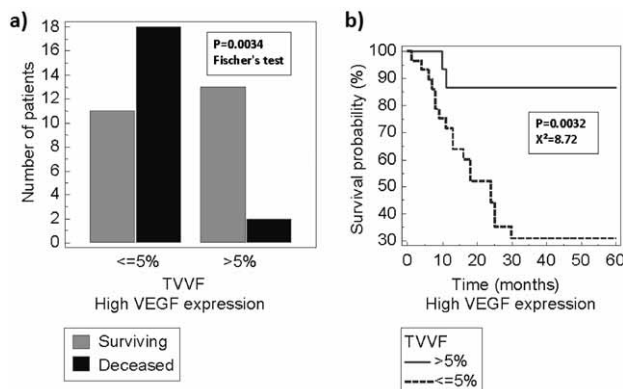 a)
18
16
14
12
10
8
6
4
2
0
Number of patients
P=0.0034
Fischer's test
<=5%
>5%
TVVF
High VEGF expression
Surviving
Deceased
b)
100
90
80
70
60
50
40
30
Survival probability (%)
P=0.0032
X²=8.72
0 10 20 30 40 50 60
Time (months)
High VEGF expression
TVVF
>5%
<=5%